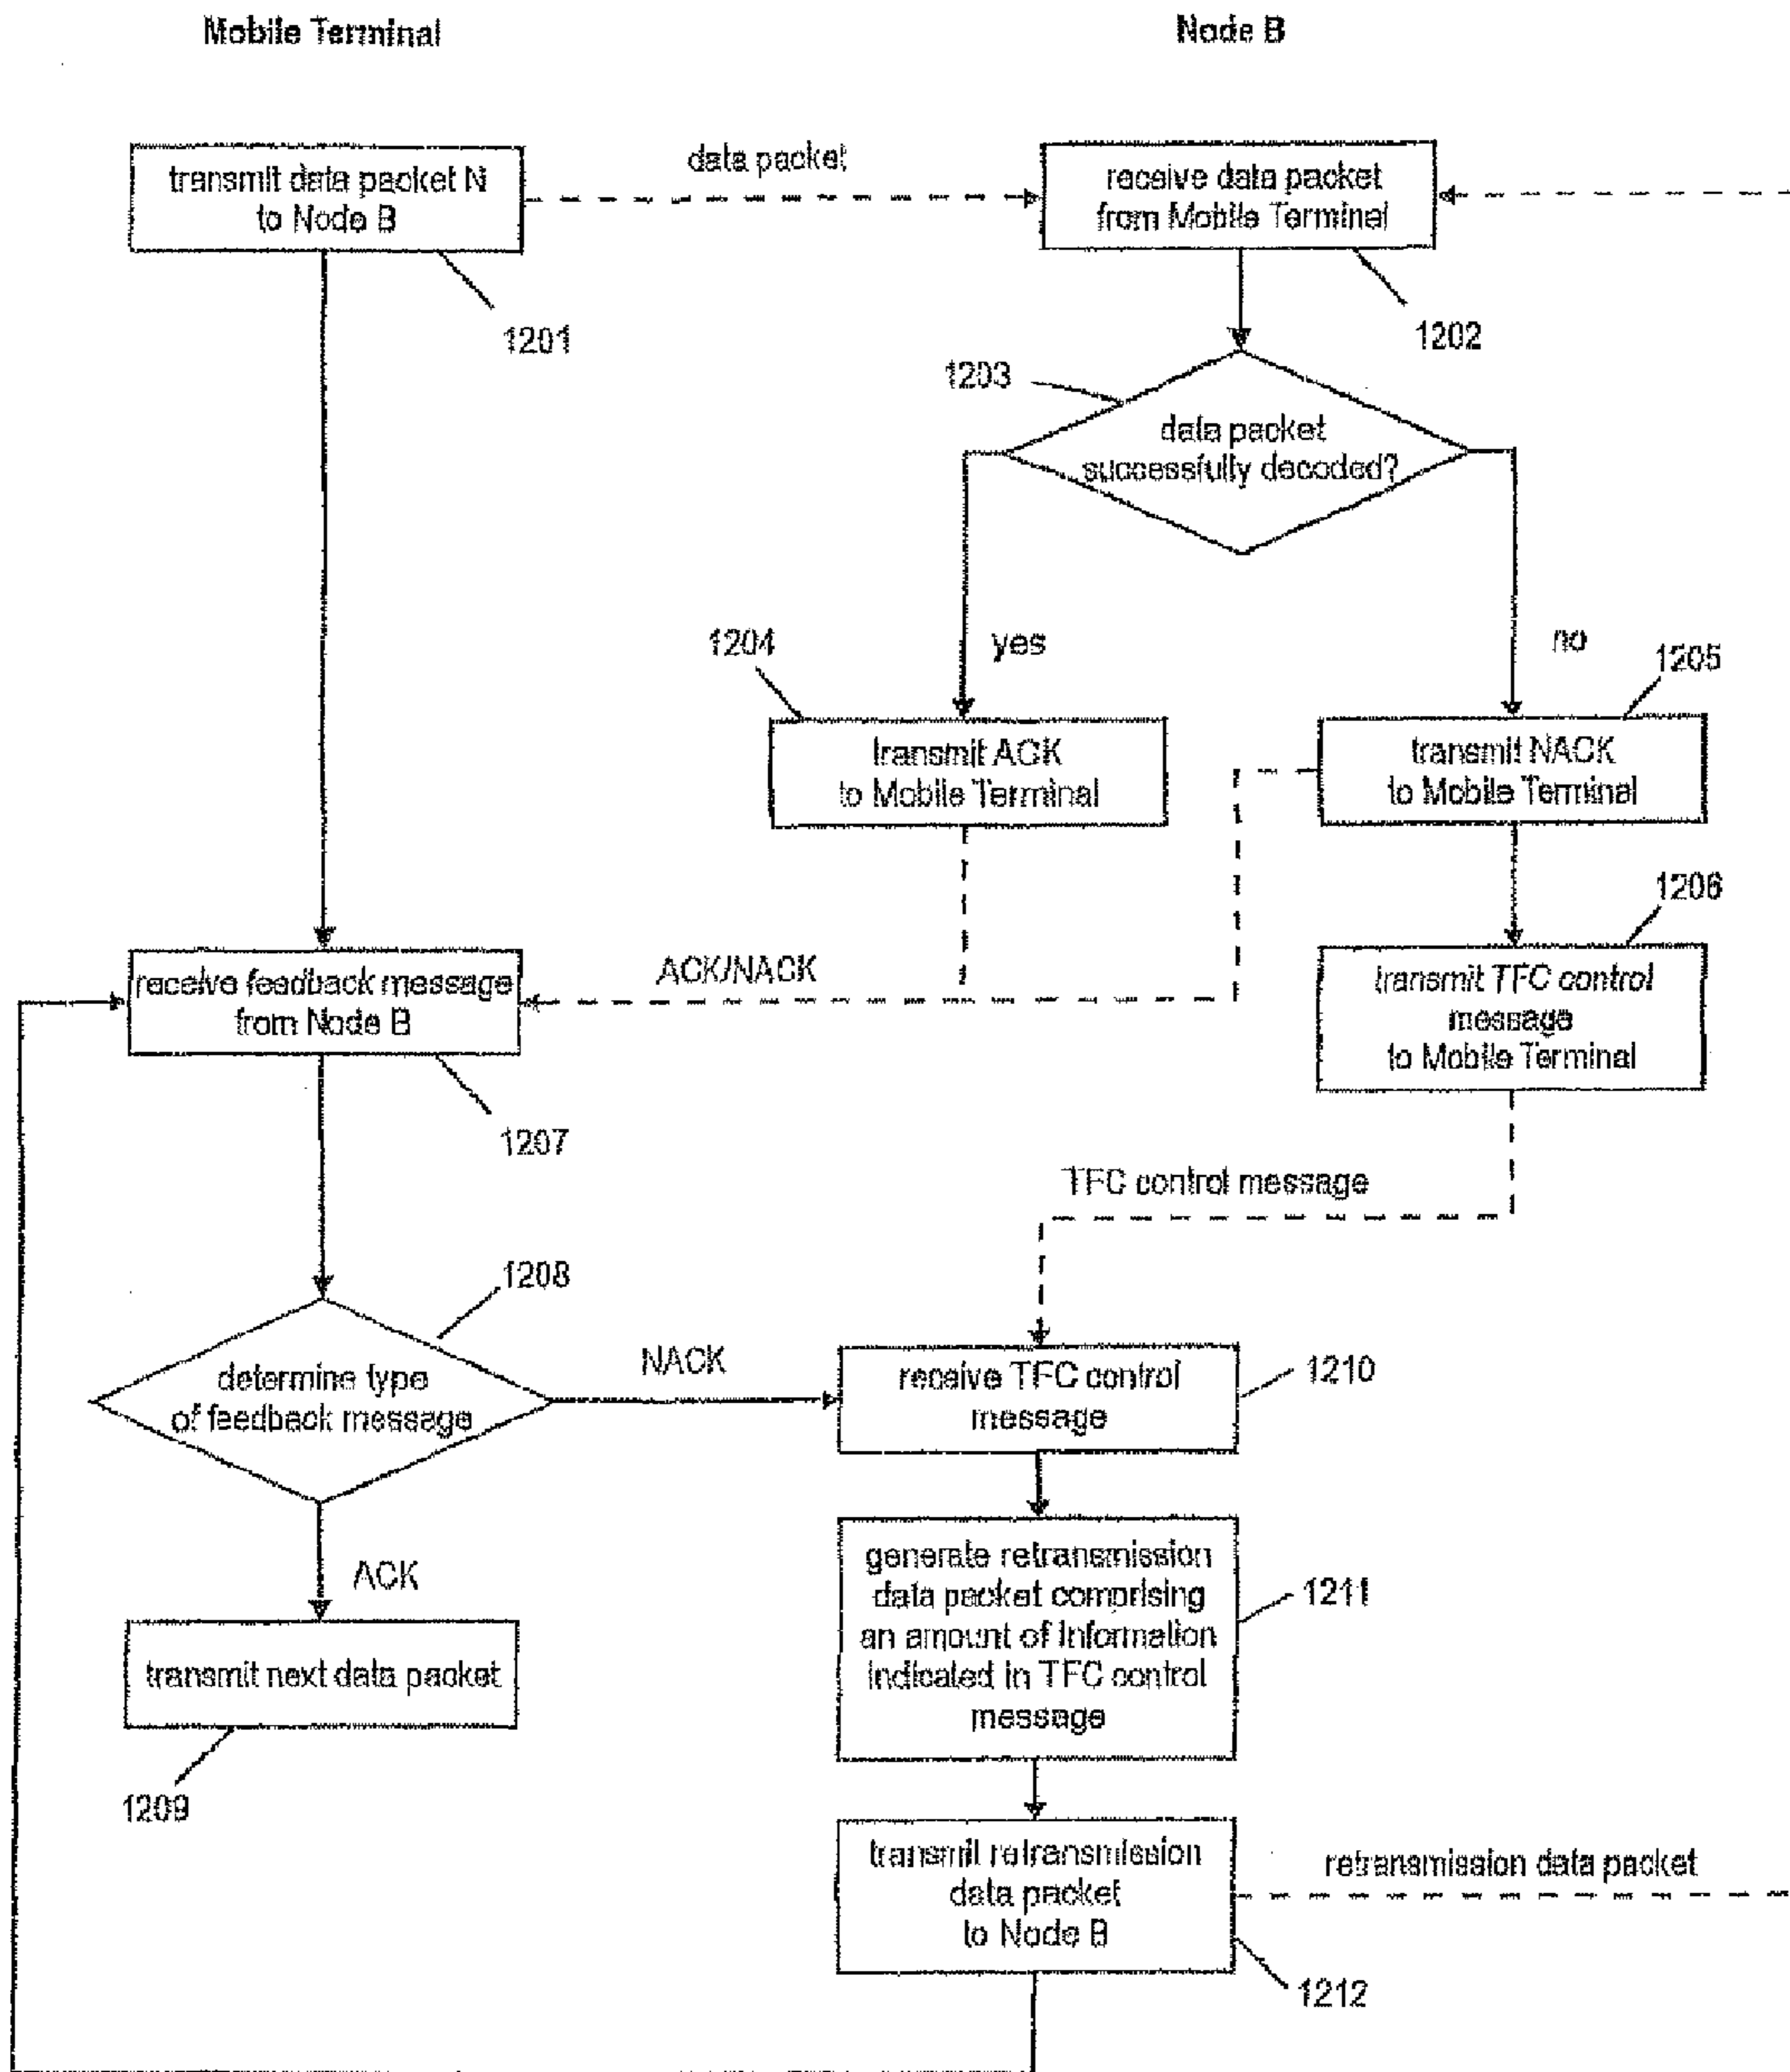 Mobile Terminal
Node B
transmit data packet N
to Node B
data packet
receive data packet
from Mobile Terminal
1201
1202
1203
data packet
successfully decoded?
yes
no
1204
1205
transmit ACK
to Mobile Terminal
transmit NACK
to Mobile Terminal
1206
receive feedback message
from Node B
ACK/NACK
transmit TFC control
message
to Mobile Terminal
1207
TFC control message
1208
determine type
of feedback message
NACK
receive TFC control
message
1210
ACK
generate retransmission
data packet comprising
an amount of information
indicated in TFC control
message
1211
transmit next data packet
1209
transmit retransmission
data packet
to Node B
retransmission data packet
1212